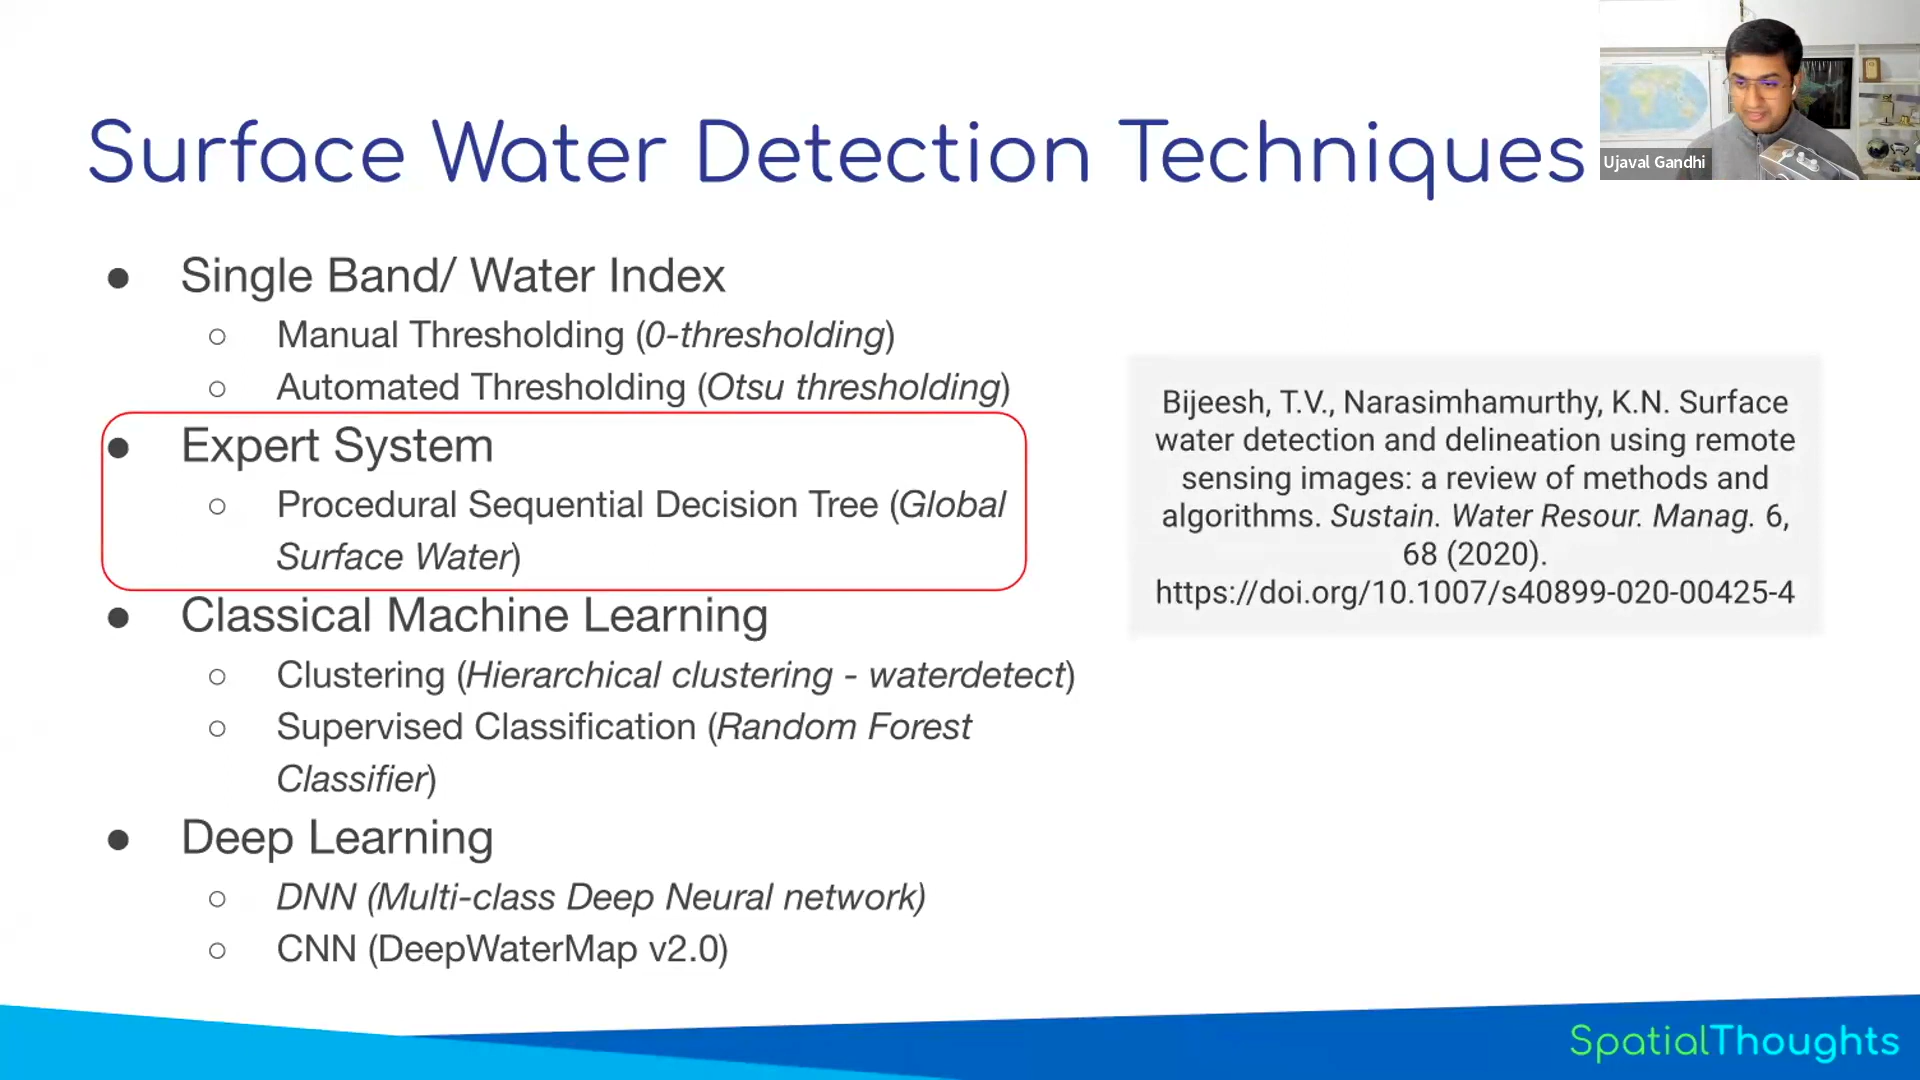 Surface Water Detection Techniques
Ujaval Gandhi
● Single Band/ Water Index
○ Manual Thresholding (0-thresholding)
○ Automated Thresholding (Otsu thresholding)
● Expert System
○ Procedural Sequential Decision Tree (Global
Surface Water)
● Classical Machine Learning
○ Clustering (Hierarchical clustering - waterdetect)
○ Supervised Classification (Random Forest
Classifier)
● Deep Learning
○ DNN (Multi-class Deep Neural network)
○ CNN (DeepWaterMap v2.0)
Bijeesh, T.V., Narasimhamurthy, K.N. Surface
water detection and delineation using remote
sensing images: a review of methods and
algorithms. Sustain. Water Resour. Manag. 6,
68 (2020).
https://doi.org/10.1007/s40899-020-00425-4
SpatialThoughts